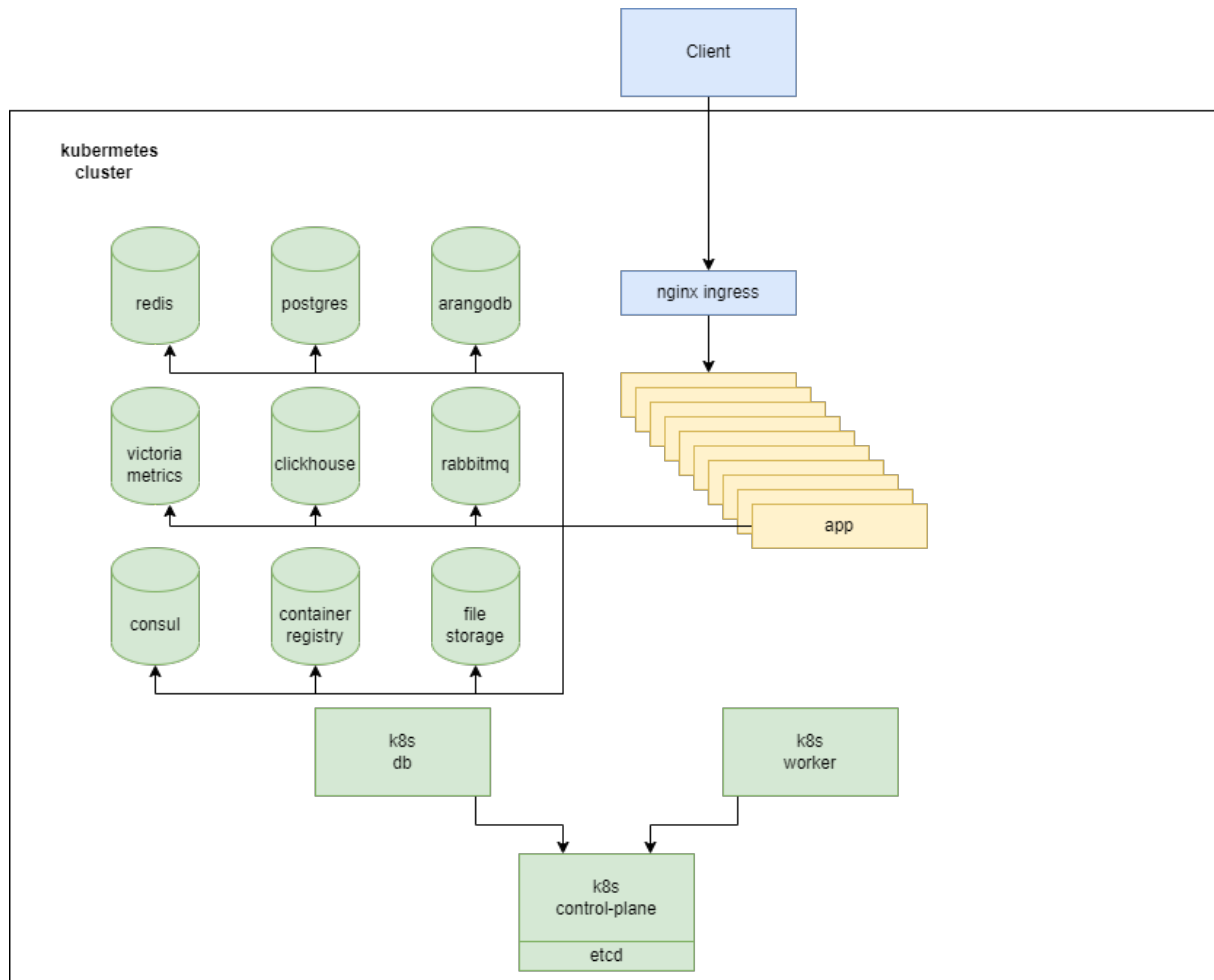 Client
kubermetes
cluster
redis
postgres
arangodb
nginx ingress
victoria
metrics
clickhouse
rabbitmq
app
consul
container
registry
file
storage
k8s
db
k8s
worker
k8s
control-plane
etcd